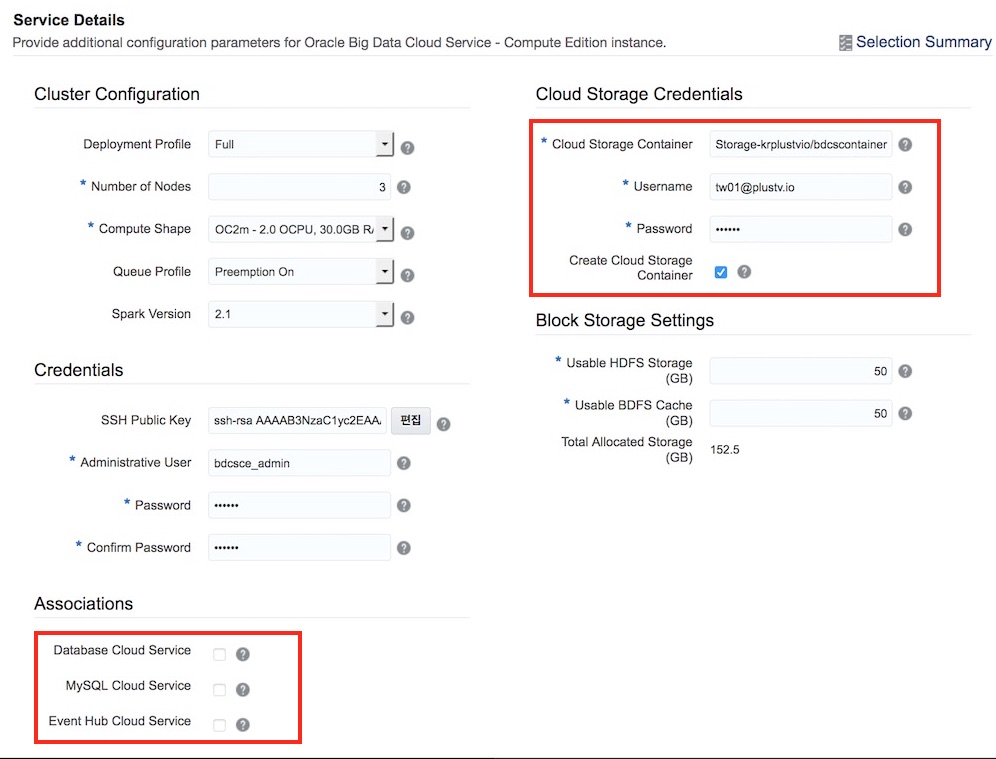 Service Details
Provide additional configuration parameters for Oracle Big Data Cloud Service - Compute Edition instance.
Selection Summary
Cluster Configuration
Deployment Profile Full
* Number of Nodes 3
* Compute Shape OC2m - 2.0 OCPU, 30.0GB RA
Queue Profile Preemption On
Spark Version 2.1
Credentials
SSH Public Key ssh-rsa AAAAB3NzaC1yc2EAA 편집
* Administrative User bdcsce_admin
* Password ••••••
* Confirm Password ••••••
Associations
Database Cloud Service
MySQL Cloud Service
Event Hub Cloud Service
Cloud Storage Credentials
* Cloud Storage Container Storage-krplustvio/bdcscontainer
* Username tw01@plustv.io
* Password ••••••
Create Cloud Storage
Container
Block Storage Settings
* Usable HDFS Storage
(GB) 50
* Usable BDFS Cache
(GB) 50
Total Allocated Storage
(GB) 152.5